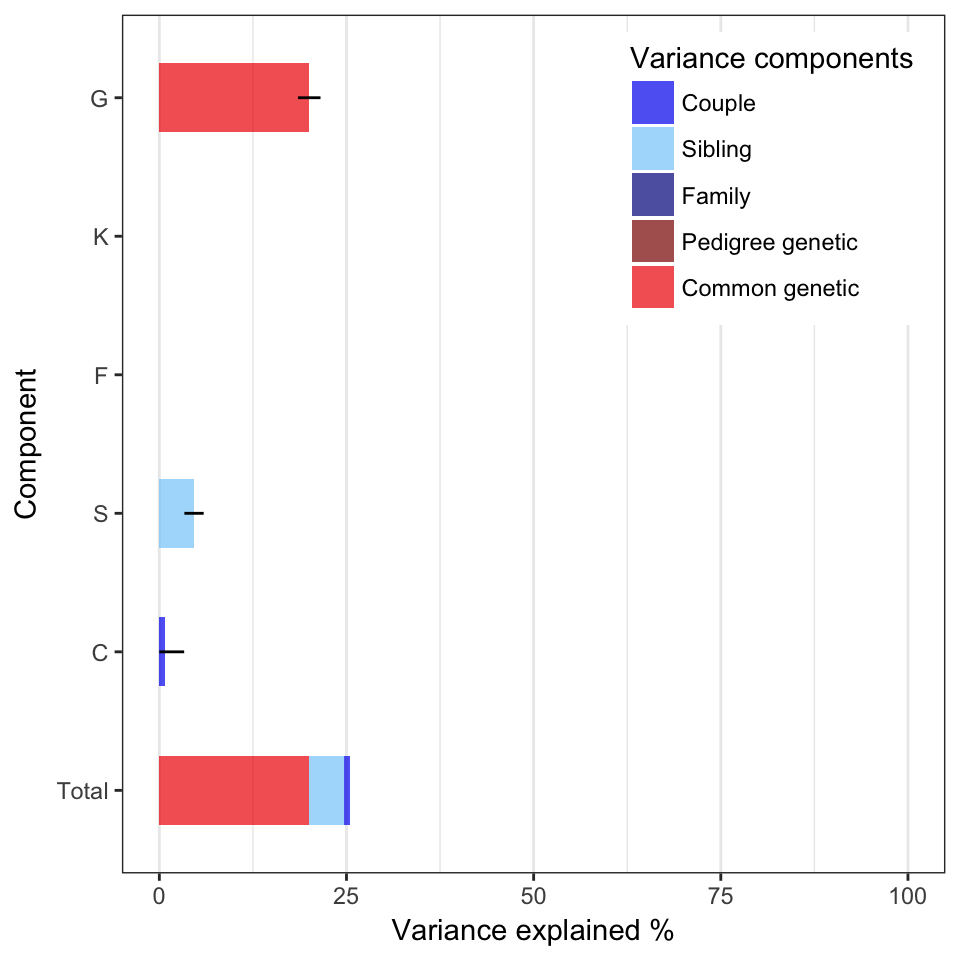 Variance components
Couple
Sibling
Family
Pedigree genetic
Common genetic
Component
G
K
F
S
C
Total
0 25 50 75 100
Variance explained %